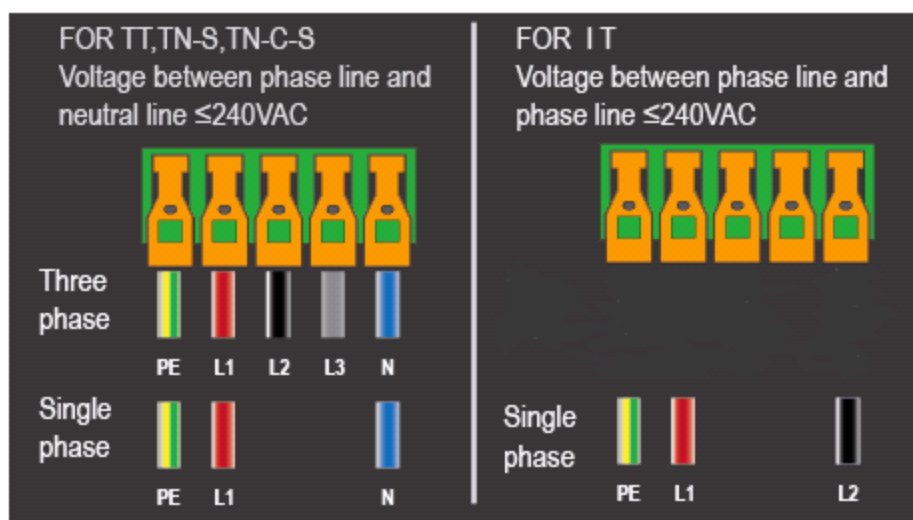 FOR TT,TN-S,TN-C-S
Voltage between phase line and
neutral line ≤240VAC
Three
phase
PE L1 L2 L3 N
Single
phase
PE L1 N
FOR I T
Voltage between phase line and
phase line ≤240VAC
Single
phase
PE L1 L2